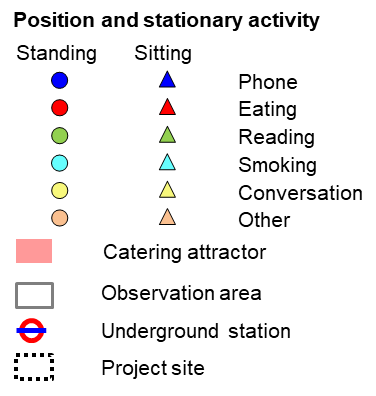 Position and stationary activity
Standing Sitting
Phone
Eating
Reading
Smoking
Conversation
Other
Catering attractor
Observation area
Underground station
Project site